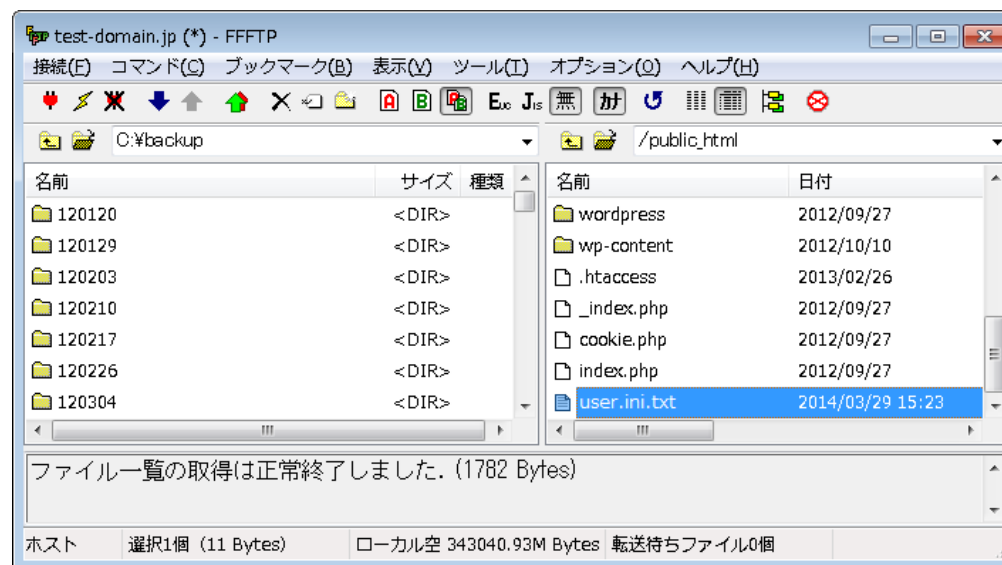 test-domain.jp (*) - FFFTP
接続(F) コマンド(C) ブックマーク(B) 表示(V) ツール(T) オプション(O) ヘルプ(H)
A B Euc Jis 無 カナ
C:¥backup /public_html
名前 サイズ 種類 名前 日付
120120 <DIR> wordpress 2012/09/27
120129 <DIR> wp-content 2012/10/10
120203 <DIR> .htaccess 2013/02/26
120210 <DIR> _index.php 2012/09/27
120217 <DIR> cookie.php 2012/09/27
120226 <DIR> index.php 2012/09/27
120304 <DIR> user.ini.txt 2014/03/29 15:23
ファイル一覧の取得は正常終了しました. (1782 Bytes)
ホスト 選択1個 (11 Bytes) ローカル空 343040.93M Bytes 転送待ちファイル0個